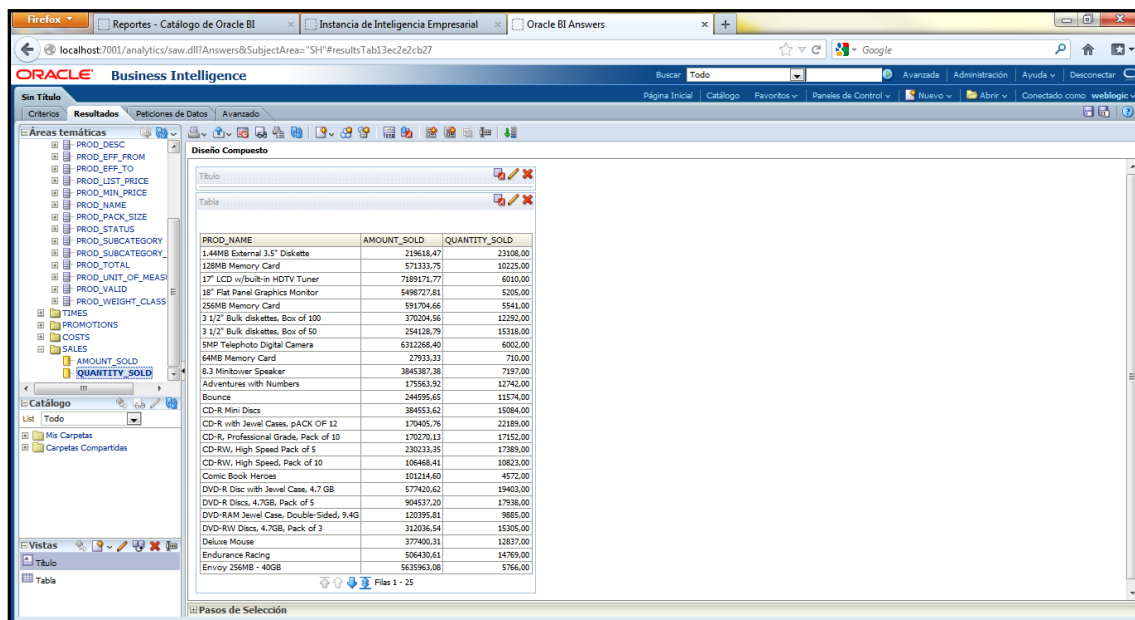 Firefox
Reportes - Catálogo de Oracle BI
Instancia de Inteligencia Empresarial
Oracle BI Answers
localhost:7001/analytics/saw.dll?Answers&SubjectArea="SH"#resultsTab13ec2e2cb27
Google
ORACLE Business Intelligence
Buscar Todo Avanzada Administración Ayuda Desconectar
Sin Título Página Inicial Catálogo Favoritos Paneles de Control Nuevo Abrir Conectado como weblogic
Criterios Resultados Peticiones de Datos Avanzado
Áreas temáticas
PROD_DESC
PROD_EFF_FROM
PROD_EFF_TO
PROD_LIST_PRICE
PROD_MIN_PRICE
PROD_NAME
PROD_PACK_SIZE
PROD_STATUS
PROD_SUBCATEGORY
PROD_SUBCATEGORY_
PROD_TOTAL
PROD_UNIT_OF_MEASU
PROD_VALID
PROD_WEIGHT_CLASS
TIMES
PROMOTIONS
COSTS
SALES
AMOUNT_SOLD
QUANTITY_SOLD
Catálogo
List Todo
Mis Carpetas
Carpetas Compartidas
Vistas
Título
Tabla
Diseño Compuesto
Título
Tabla
PROD_NAME AMOUNT_SOLD QUANTITY_SOLD
1.44MB External 3.5" Diskette 219618,47 23108,00
128MB Memory Card 571333,75 10225,00
17" LCD w/built-in HDTV Tuner 7189171,77 6010,00
18" Flat Panel Graphics Monitor 5498727,81 5205,00
256MB Memory Card 591704,66 5541,00
3 1/2" Bulk diskettes, Box of 100 370204,56 12292,00
3 1/2" Bulk diskettes, Box of 50 254128,79 15318,00
5MP Telephoto Digital Camera 6312268,40 6002,00
64MB Memory Card 27933,33 710,00
8.3 Minitower Speaker 3845387,38 7197,00
Adventures with Numbers 175563,92 12742,00
Bounce 244595,65 11574,00
CD-R Mini Discs 384553,62 15084,00
CD-R with Jewel Cases, pACK OF 12 170405,76 22189,00
CD-R, Professional Grade, Pack of 10 170270,13 17152,00
CD-RW, High Speed Pack of 5 230233,35 17389,00
CD-RW, High Speed, Pack of 10 106468,41 10823,00
Comic Book Heroes 101214,60 4572,00
DVD-R Disc with Jewel Case, 4.7 GB 577420,62 19403,00
DVD-R Discs, 4.7GB, Pack of 5 904537,20 17938,00
DVD-RAM Jewel Case, Double-Sided, 9.4G 120395,81 9885,00
DVD-RW Discs, 4.7GB, Pack of 3 312036,54 15305,00
Deluxe Mouse 377400,31 12837,00
Endurance Racing 506430,61 14769,00
Envoy 256MB - 40GB 5635963,08 5766,00
Filas 1 - 25
Pasos de Selección